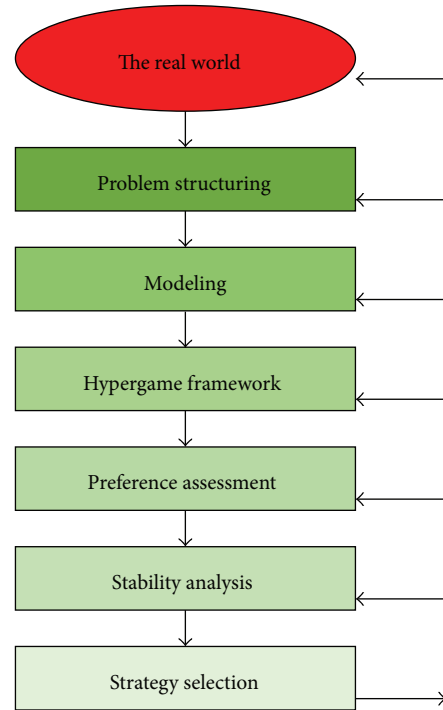 The real world
Problem structuring
Modeling
Hypergame framework
Preference assessment
Stability analysis
Strategy selection